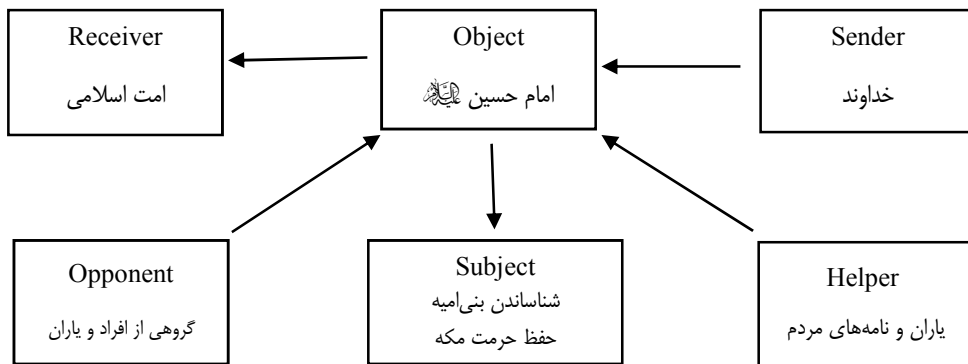 Receiver
امت اسلامی
Object
امام حسین علیه‌السلام
Sender
خداوند
Opponent
گروهی از افراد و یاران
Subject
شناساندن بنی‌امیه
حفظ حرمت مکه
Helper
یاران و نامه‌های مردم